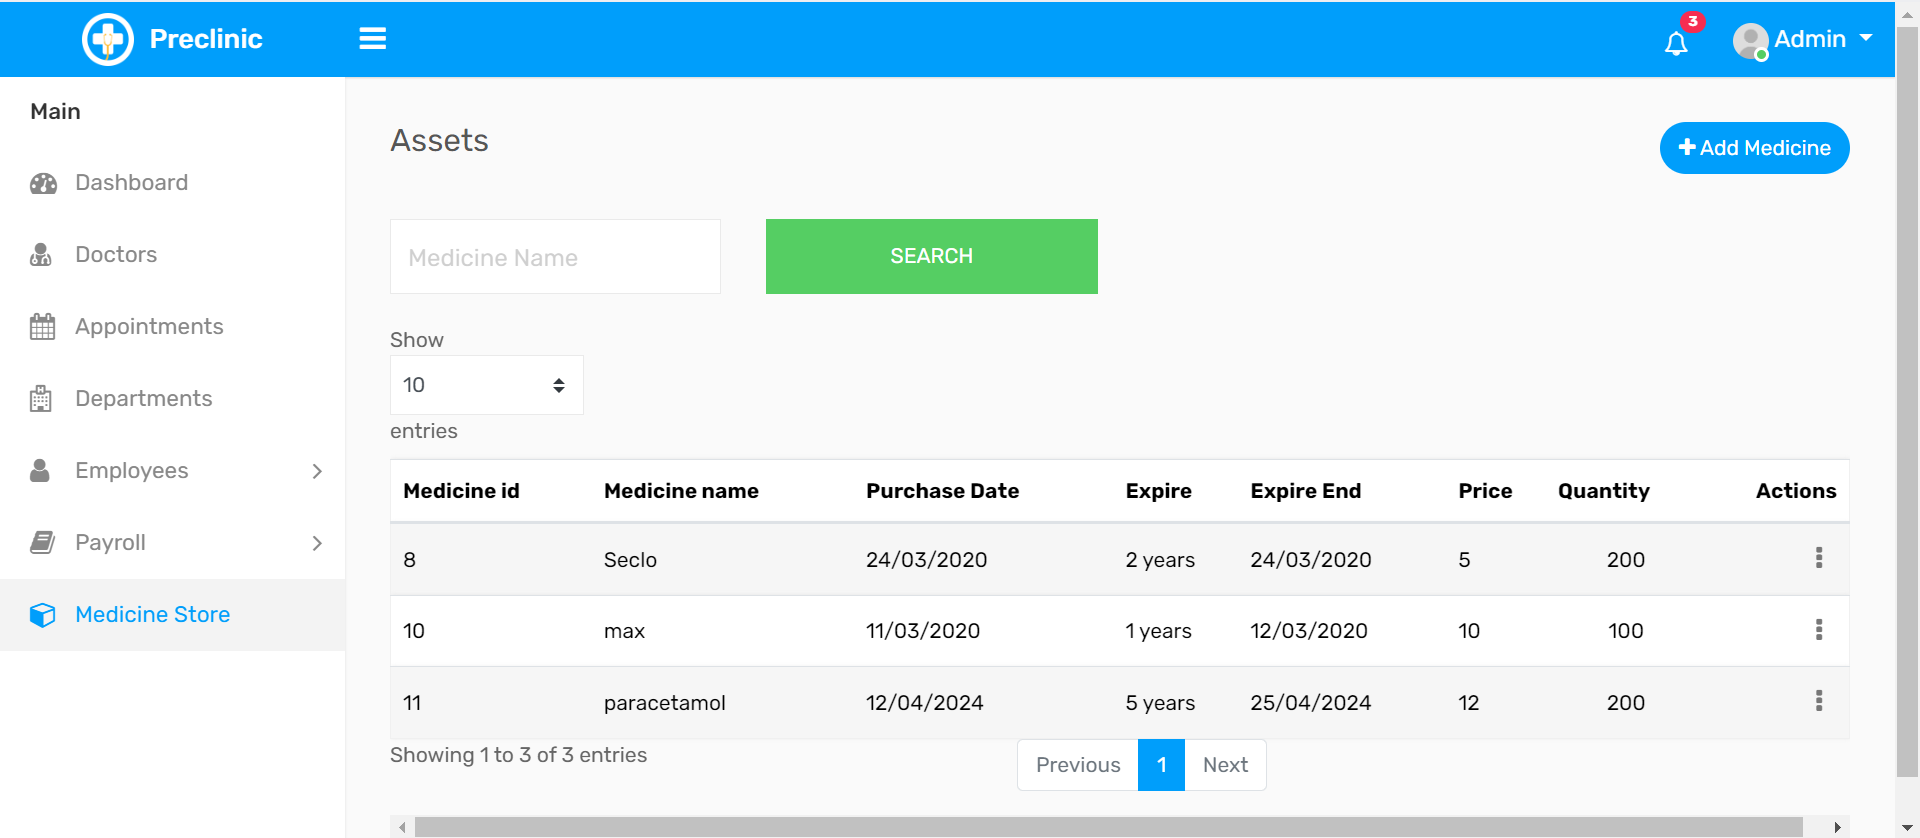 Preclinic
3
Admin
Main
Dashboard
Doctors
Appointments
Departments
Employees
Payroll
Medicine Store
Assets
Add Medicine
Medicine Name
SEARCH
Show
10
entries
Medicine id Medicine name Purchase Date Expire Expire End Price Quantity Actions
8 Seclo 24/03/2020 2 years 24/03/2020 5 200
10 max 11/03/2020 1 years 12/03/2020 10 100
11 paracetamol 12/04/2024 5 years 25/04/2024 12 200
Showing 1 to 3 of 3 entries
Previous 1 Next